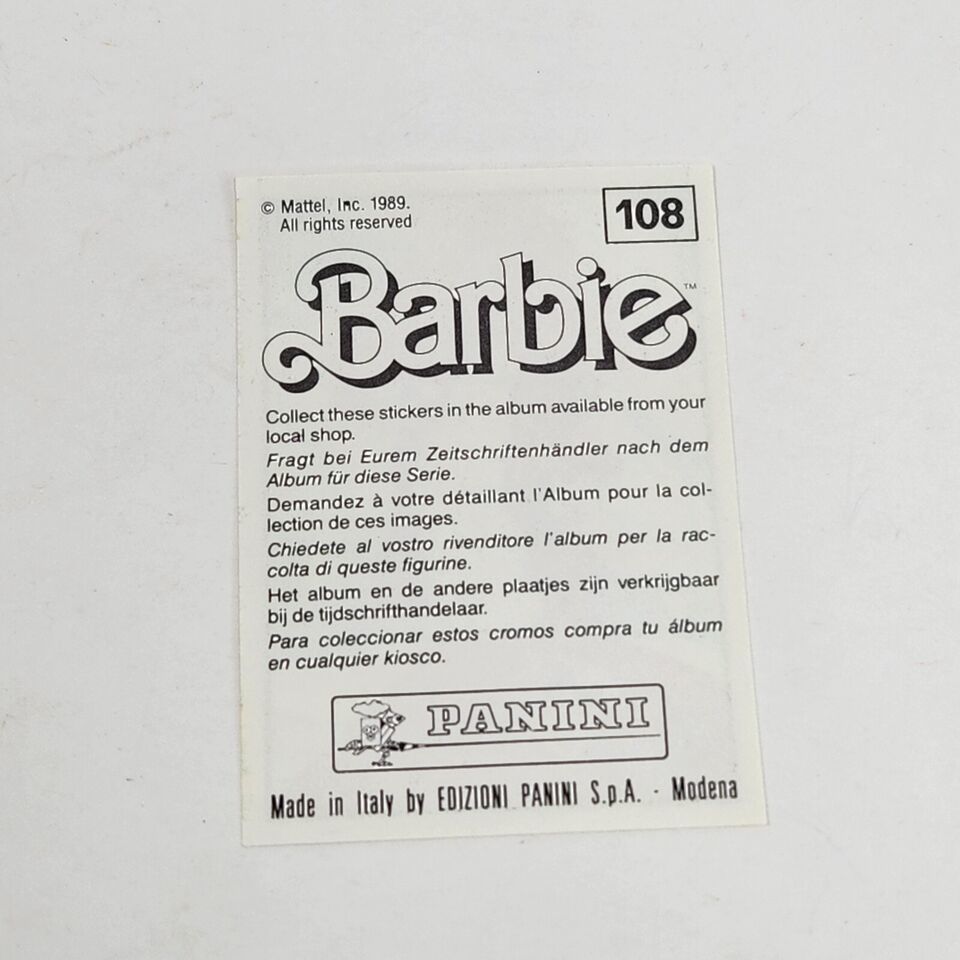 © Mattel, Inc. 1989.
All rights reserved
108
Barbie™
Collect these stickers in the album available from your
local shop.
Fragt bei Eurem Zeitschriftenhändler nach dem
Album für diese Serie.
Demandez à votre détaillant l'Album pour la col-
lection de ces images.
Chiedete al vostro rivenditore l'album per la rac-
colta di queste figurine.
Het album en de andere plaatjes zijn verkrijgbaar
bij de tijdschrifthandelaar.
Para coleccionar estos cromos compra tu álbum
en cualquier kiosco.
PANINI
Made in Italy by EDIZIONI PANINI S.p.A. - Modena